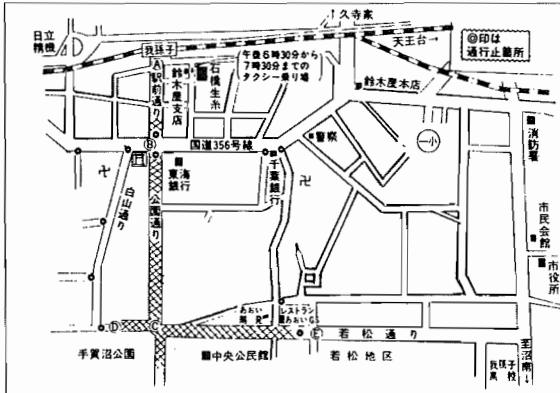 ↑久寺家
日立
精機
我孫子
天王台→
◎印は
通行止箇所
午後6時30分から
7時30分までの
タクシー乗り場
Ⓐ
駅前通り
鈴木屋支店
石橋生糸
鈴木屋本店
Ⓑ
国道356号線
警察
一小
消防署
卍
東海
銀行
千葉銀行
卍
白山通り
公園通り
市民会館
市役所
あおい
レストラン
あおいGS
Ⓓ
Ⓒ
Ⓔ
若松通り
手賀沼公園
中央公民館
若松地区
我孫子
高校
至沼南↓